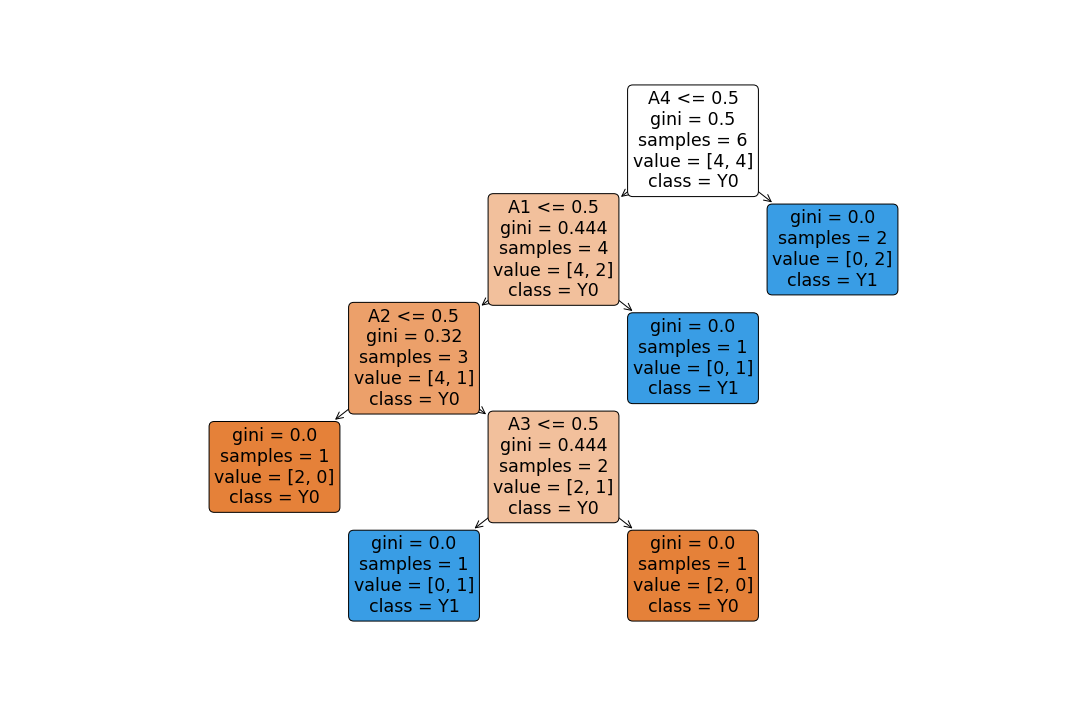 A4 <= 0.5
gini = 0.5
samples = 6
value = [4, 4]
class = Y0
A1 <= 0.5
gini = 0.444
samples = 4
value = [4, 2]
class = Y0
gini = 0.0
samples = 2
value = [0, 2]
class = Y1
A2 <= 0.5
gini = 0.32
samples = 3
value = [4, 1]
class = Y0
gini = 0.0
samples = 1
value = [0, 1]
class = Y1
gini = 0.0
samples = 1
value = [2, 0]
class = Y0
A3 <= 0.5
gini = 0.444
samples = 2
value = [2, 1]
class = Y0
gini = 0.0
samples = 1
value = [0, 1]
class = Y1
gini = 0.0
samples = 1
value = [2, 0]
class = Y0